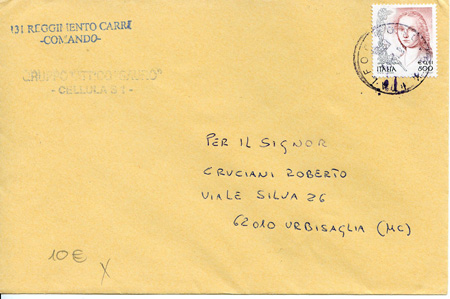 131 REGGIMENTO CARRI
-COMANDO-
- CELLULA S1 -
ITALIA
800
PER IL SIGNOR
CRUCIANI ROBERTO
VIALE SILVA 26
62010 URBISAGLIA (MC)
10€
X